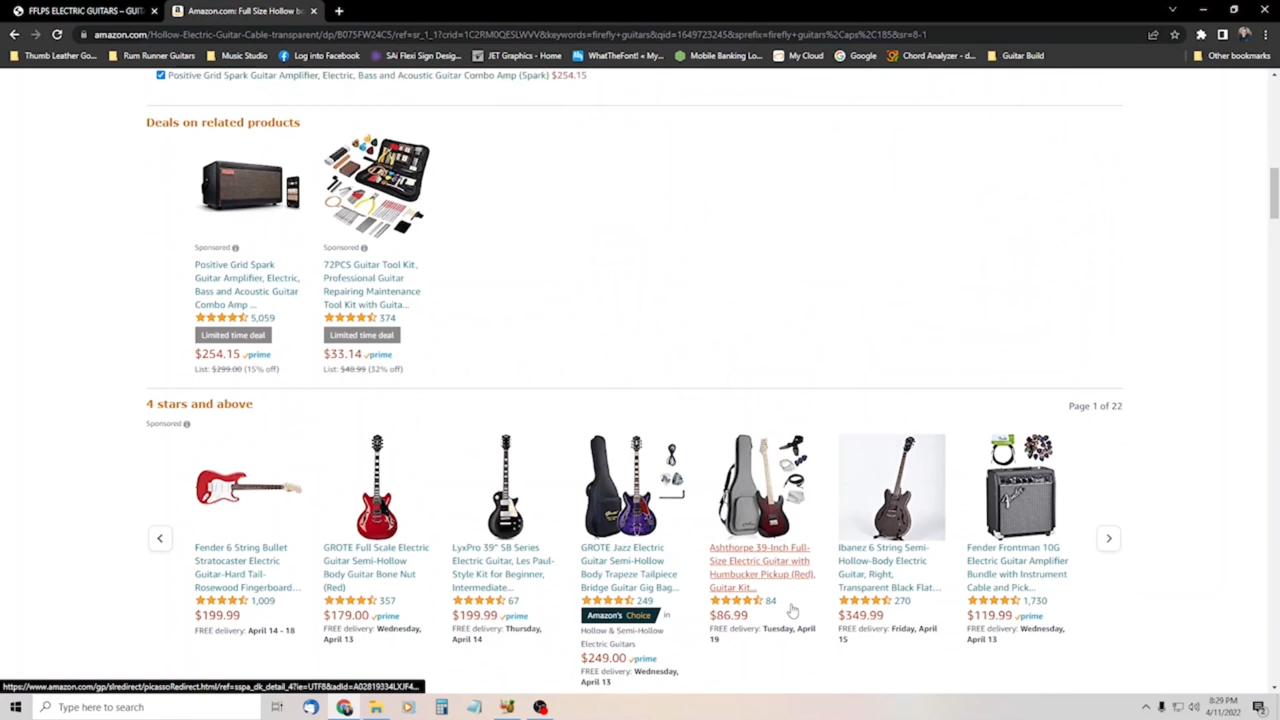 FFLPS ELECTRIC GUITARS – GUIT
Amazon.com: Full Size Hollow bo
amazon.com/Hollow-Electric-Guitar-Cable-transparent/dp/B075FW24C5/ref=sr_1_1?crid=1C2RM0QESLWVV&keywords=firefly+guitars&qid=1649723245&sprefix=firefly+guitars%2Caps%2C185&sr=8-1
Thumb Leather Goo...
Rum Runner Guitars
Music Studio
Log into Facebook
SAi Flexi Sign Design...
JET Graphics - Home
WhatTheFont! « My...
Mobile Banking Lo...
My Cloud
Google
Chord Analyzer - d...
Guitar Build
Other bookmarks
Positive Grid Spark Guitar Amplifier, Electric, Bass and Acoustic Guitar Combo Amp (Spark) $254.15
Deals on related products
Sponsored
Positive Grid Spark
Guitar Amplifier, Electric,
Bass and Acoustic Guitar
Combo Amp ...
5,059
Limited time deal
$254.15 prime
List: $299.00 (15% off)
Sponsored
72PCS Guitar Tool Kit,
Professional Guitar
Repairing Maintenance
Tool Kit with Guita...
374
Limited time deal
$33.14 prime
List: $48.99 (32% off)
4 stars and above
Page 1 of 22
Sponsored
Fender 6 String Bullet
Stratocaster Electric
Guitar-Hard Tail-
Rosewood Fingerboard...
1,009
$199.99
FREE delivery: April 14 - 18
GROTE Full Scale Electric
Guitar Semi-Hollow
Body Guitar Bone Nut
(Red)
357
$179.00 prime
FREE delivery: Wednesday,
April 13
LyxPro 39" SB Series
Electric Guitar, Les Paul-
Style Kit for Beginner,
Intermediate...
67
$199.99 prime
FREE delivery: Thursday,
April 14
GROTE Jazz Electric
Guitar Semi-Hollow
Body Trapeze Tailpiece
Bridge Guitar Gig Bag...
249
Amazon's Choice in
Hollow & Semi-Hollow
Electric Guitars
$249.00 prime
FREE delivery: Wednesday,
April 13
Ashthorpe 39-Inch Full-
Size Electric Guitar with
Humbucker Pickup (Red),
Guitar Kit...
84
$86.99
FREE delivery: Tuesday, April
19
Ibanez 6 String Semi-
Hollow-Body Electric
Guitar, Right,
Transparent Black Flat...
270
$349.99
FREE delivery: Friday, April
15
Fender Frontman 10G
Electric Guitar Amplifier
Bundle with Instrument
Cable and Pick...
1,730
$119.99 prime
FREE delivery: Wednesday,
April 13
https://www.amazon.com/gp/slredirect/picassoRedirect.html/ref=sspa_dk_detail_4?ie=UTF8&adId=A02819334LXJF4...
Type here to search
8:29 PM
4/11/2022